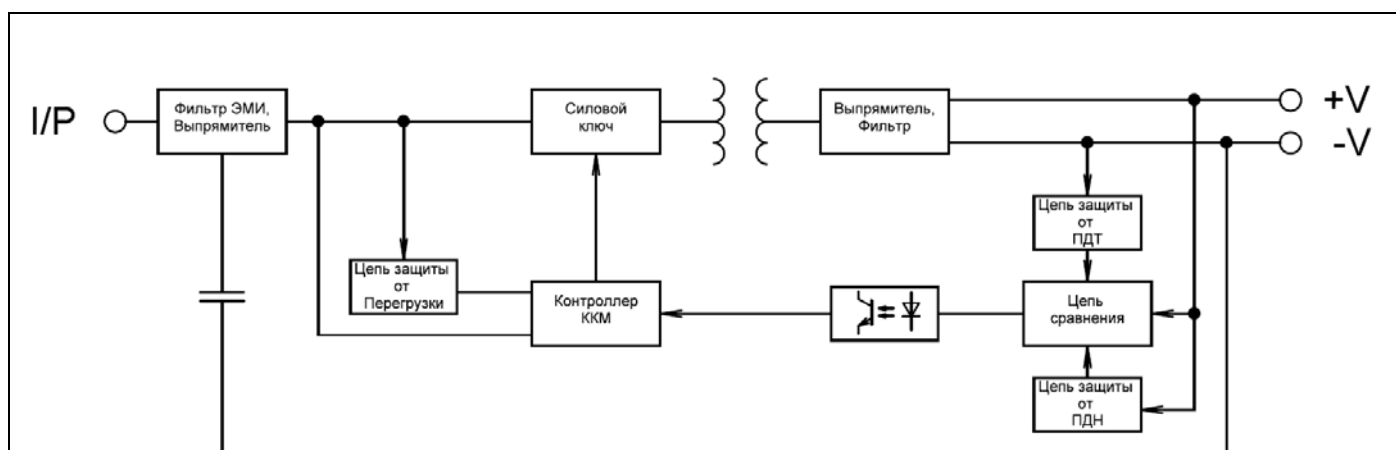 I/P
Фильтр ЭМИ,
Выпрямитель
Силовой
ключ
Выпрямитель,
Фильтр
+V
-V
Цепь защиты
от
ПДТ
Цепь защиты
от
Перегрузки
Контроллер
ККМ
Цепь
сравнения
Цепь защиты
от
ПДН